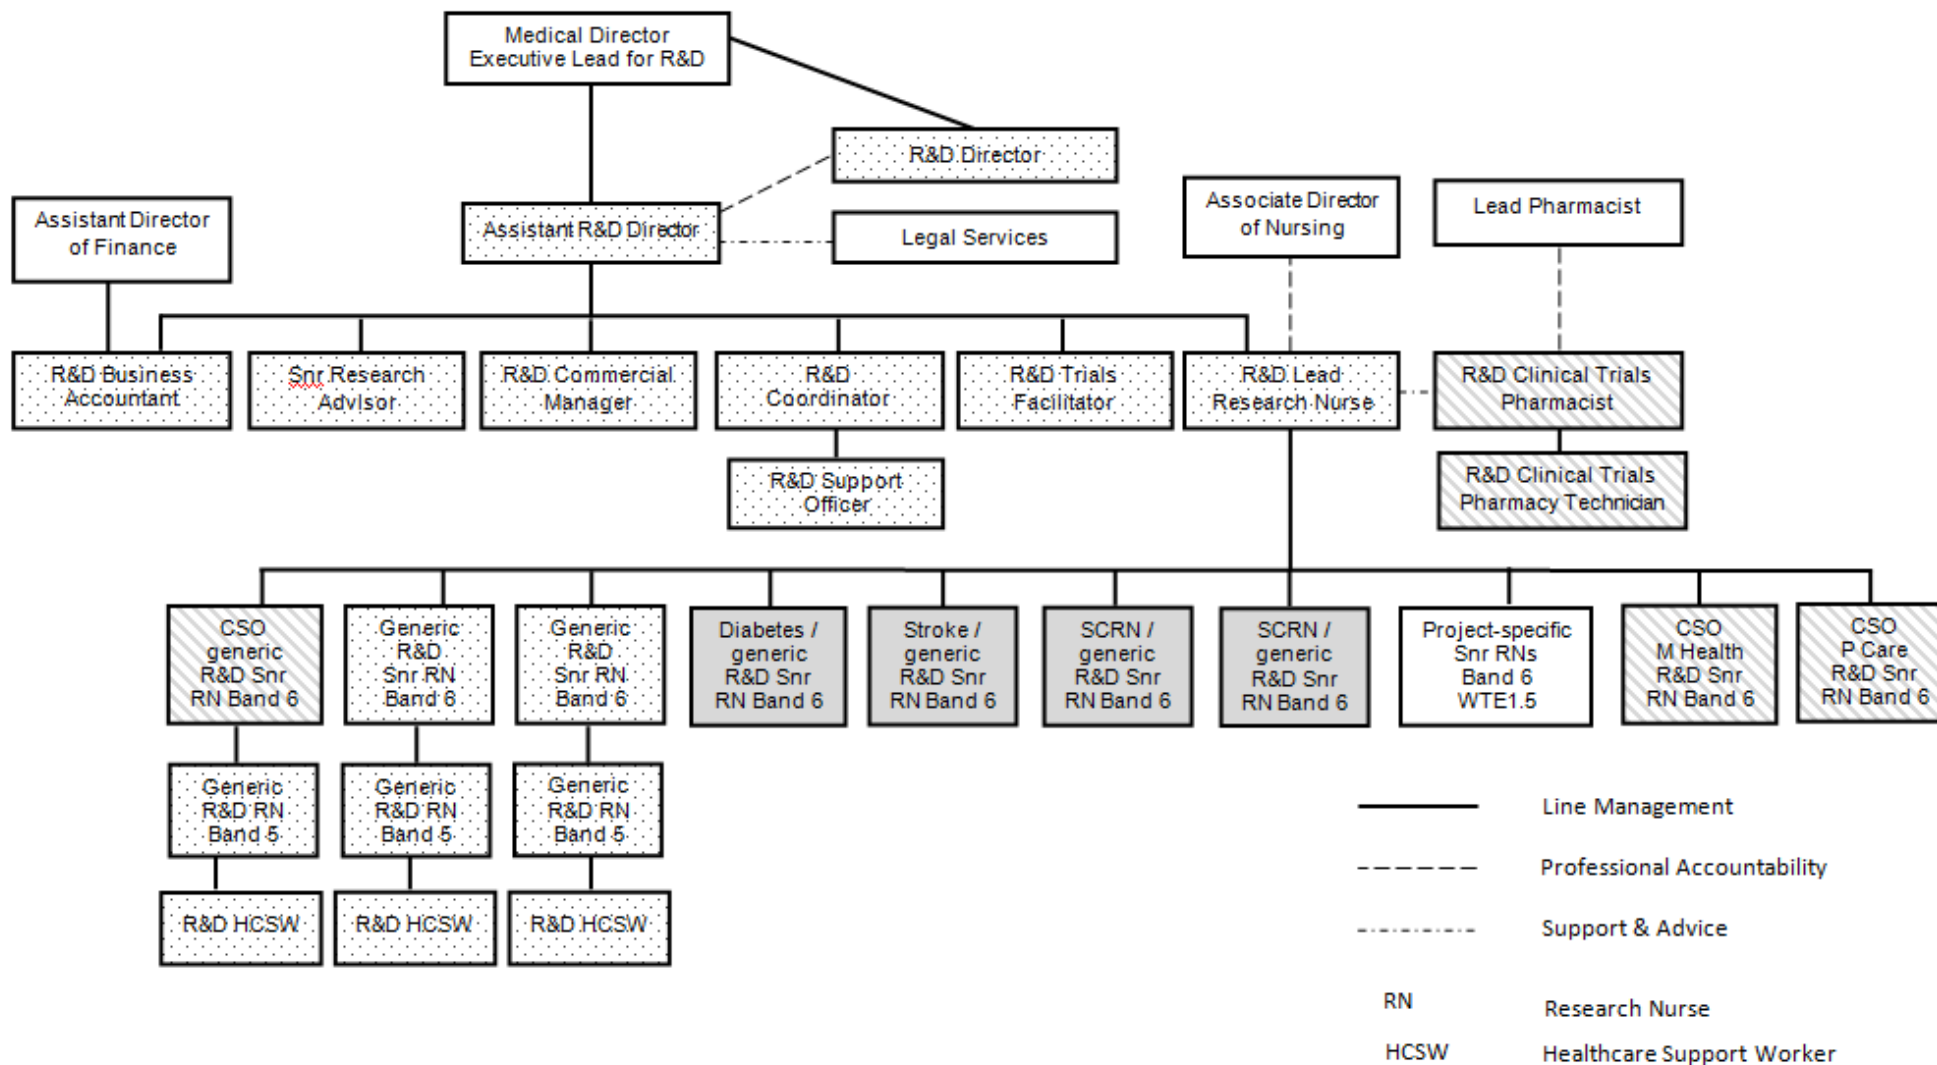 Medical Director
Executive Lead for R&D
R&D Director
Assistant Director
of Finance
Assistant R&D Director
Legal Services
Associate Director
of Nursing
Lead Pharmacist
R&D Business
Accountant
Snr Research
Advisor
R&D Commercial
Manager
R&D
Coordinator
R&D Trials
Facilitator
R&D Lead
Research Nurse
R&D Clinical Trials
Pharmacist
R&D Support
Officer
R&D Clinical Trials
Pharmacy Technician
CSO
generic
R&D Snr
RN Band 6
Generic
R&D
Snr RN
Band 6
Generic
R&D
Snr RN
Band 6
Diabetes /
generic
R&D Snr
RN Band 6
Stroke /
generic
R&D Snr
RN Band 6
SCRN /
generic
R&D Snr
RN Band 6
SCRN /
generic
R&D Snr
RN Band 6
Project-specific
Snr RNs
Band 6
WTE1.5
CSO
M Health
R&D Snr
RN Band 6
CSO
P Care
R&D Snr
RN Band 6
Generic
R&D RN
Band 5
Generic
R&D RN
Band 5
Generic
R&D RN
Band 5
R&D HCSW
R&D HCSW
R&D HCSW
Line Management
Professional Accountability
Support & Advice
RN Research Nurse
HCSW Healthcare Support Worker